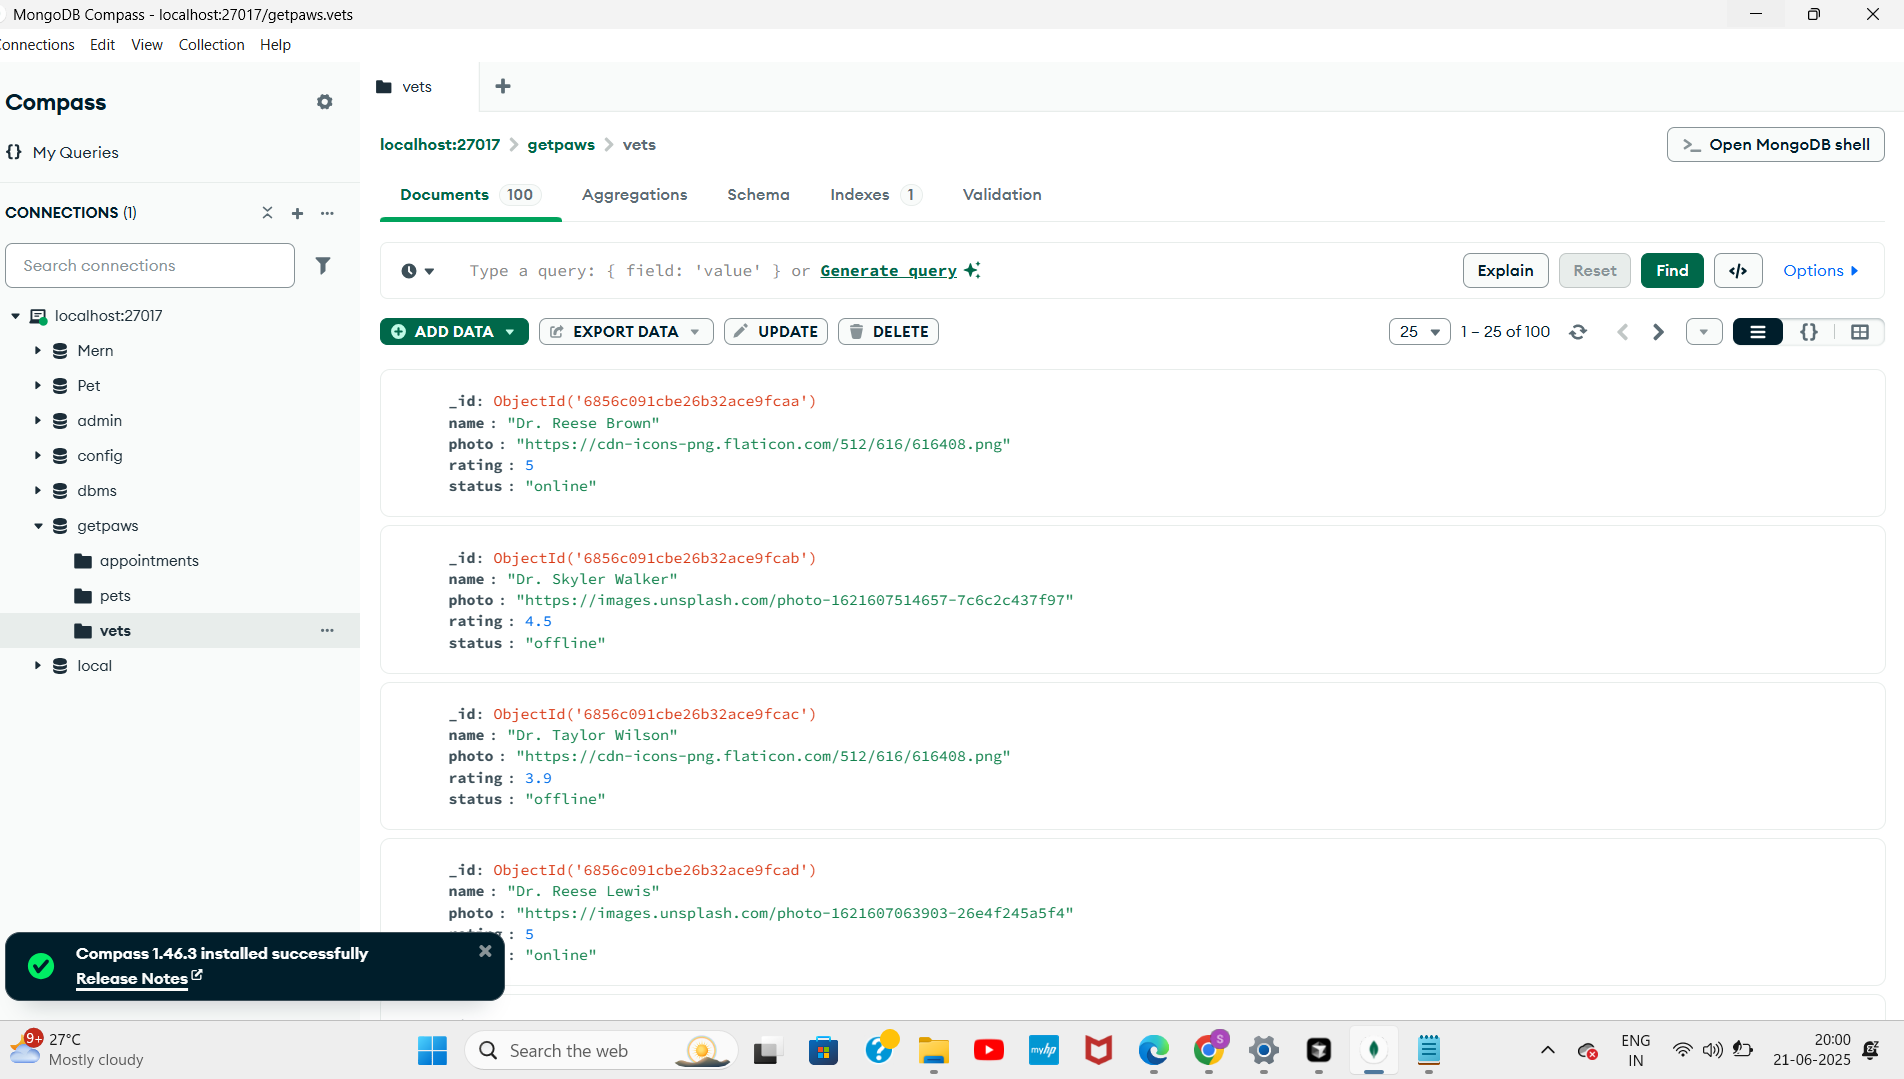 MongoDB Compass - localhost:27017/getpaws.vets
onnections Edit View Collection Help
Compass
vets
My Queries
localhost:27017 getpaws vets
>_ Open MongoDB shell
Documents 100 Aggregations Schema Indexes 1 Validation
CONNECTIONS (1)
Search connections
Type a query: { field: 'value' } or Generate query
Explain Reset Find </> Options
localhost:27017
Mern
Pet
admin
config
dbms
getpaws
appointments
pets
vets
local
ADD DATA EXPORT DATA UPDATE DELETE
25 1 – 25 of 100
_id: ObjectId('6856c091cbe26b32ace9fcaa')
name : "Dr. Reese Brown"
photo : "https://cdn-icons-png.flaticon.com/512/616/616408.png"
rating : 5
status : "online"
_id: ObjectId('6856c091cbe26b32ace9fcab')
name : "Dr. Skyler Walker"
photo : "https://images.unsplash.com/photo-1621607514657-7c6c2c437f97"
rating : 4.5
status : "offline"
_id: ObjectId('6856c091cbe26b32ace9fcac')
name : "Dr. Taylor Wilson"
photo : "https://cdn-icons-png.flaticon.com/512/616/616408.png"
rating : 3.9
status : "offline"
_id: ObjectId('6856c091cbe26b32ace9fcad')
name : "Dr. Reese Lewis"
photo : "https://images.unsplash.com/photo-1621607063903-26e4f245a5f4"
: 5
: "online"
Compass 1.46.3 installed successfully
Release Notes
9+ 27°C
Mostly cloudy
Search the web
myhp
S
ENG
IN
20:00
21-06-2025